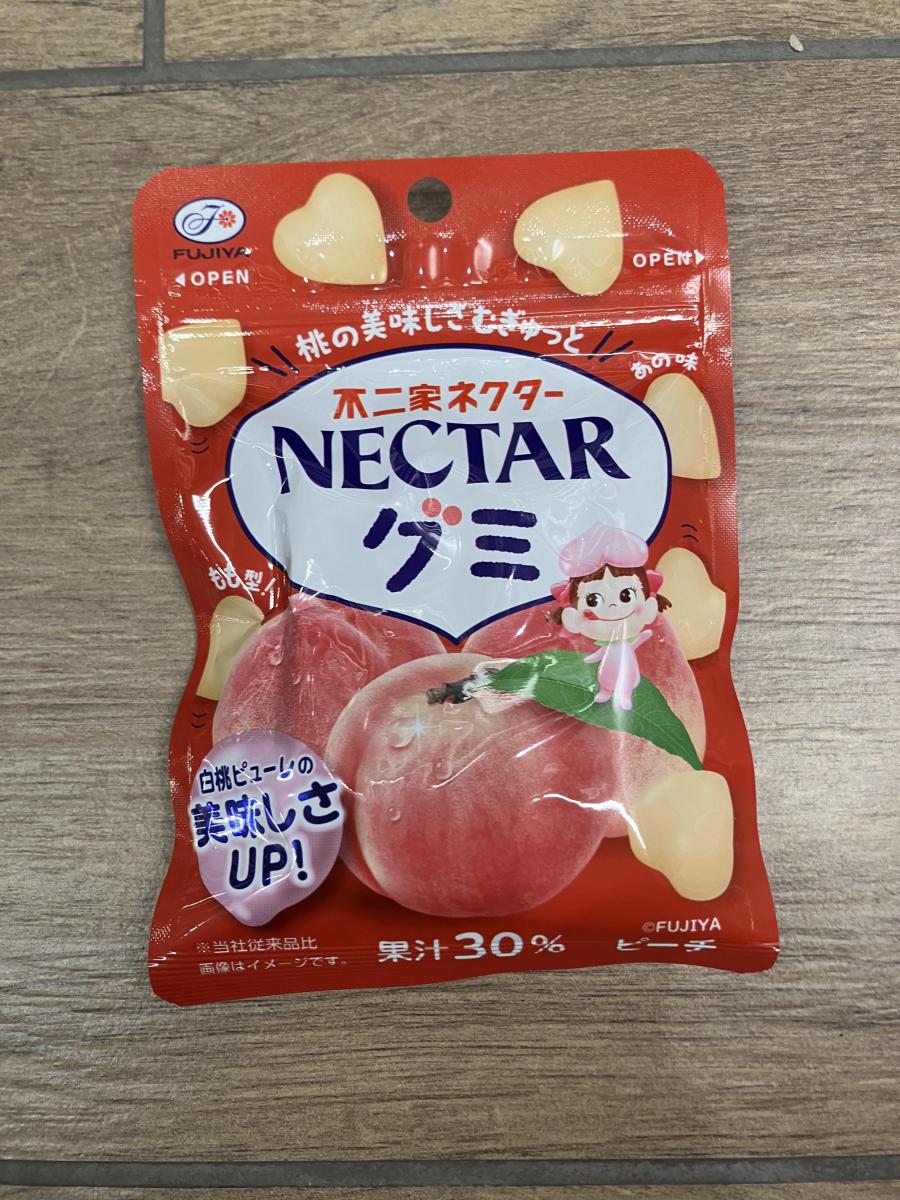 FUJIYA
OPEN
OPEN
桃の美味しさむぎゅっと
あの味
不二家ネクター
NECTAR
グミ
もも型!
白桃ピューレの
美味しさ
UP!
©FUJIYA
※当社従来品比
画像はイメージです。
果汁30%
ピーチ